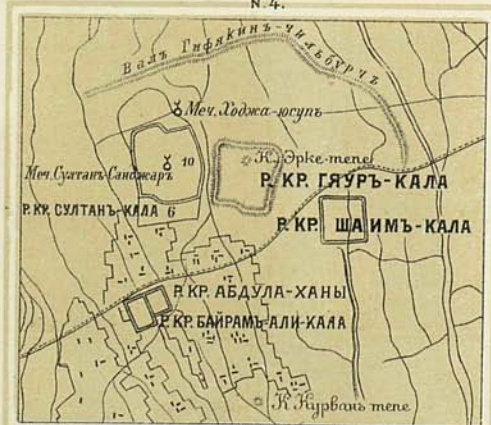 N. 4.
Валъ Гифякин-чильбурчъ
Меч. Ходжа-юсупъ
К. Эрке-тепе
Меч. Султанъ-Санджаръ
10
Р. КР. ГЯУРЪ-КАЛА
Р. КР. СУЛТАНЪ-КАЛА 6
Р. КР. ШАИМЪ-КАЛА
Р. КР. АБДУЛА-ХАНЫ
Р. КР. БАЙРАМЪ-АЛИ-КАЛА
К. Курванъ тепе